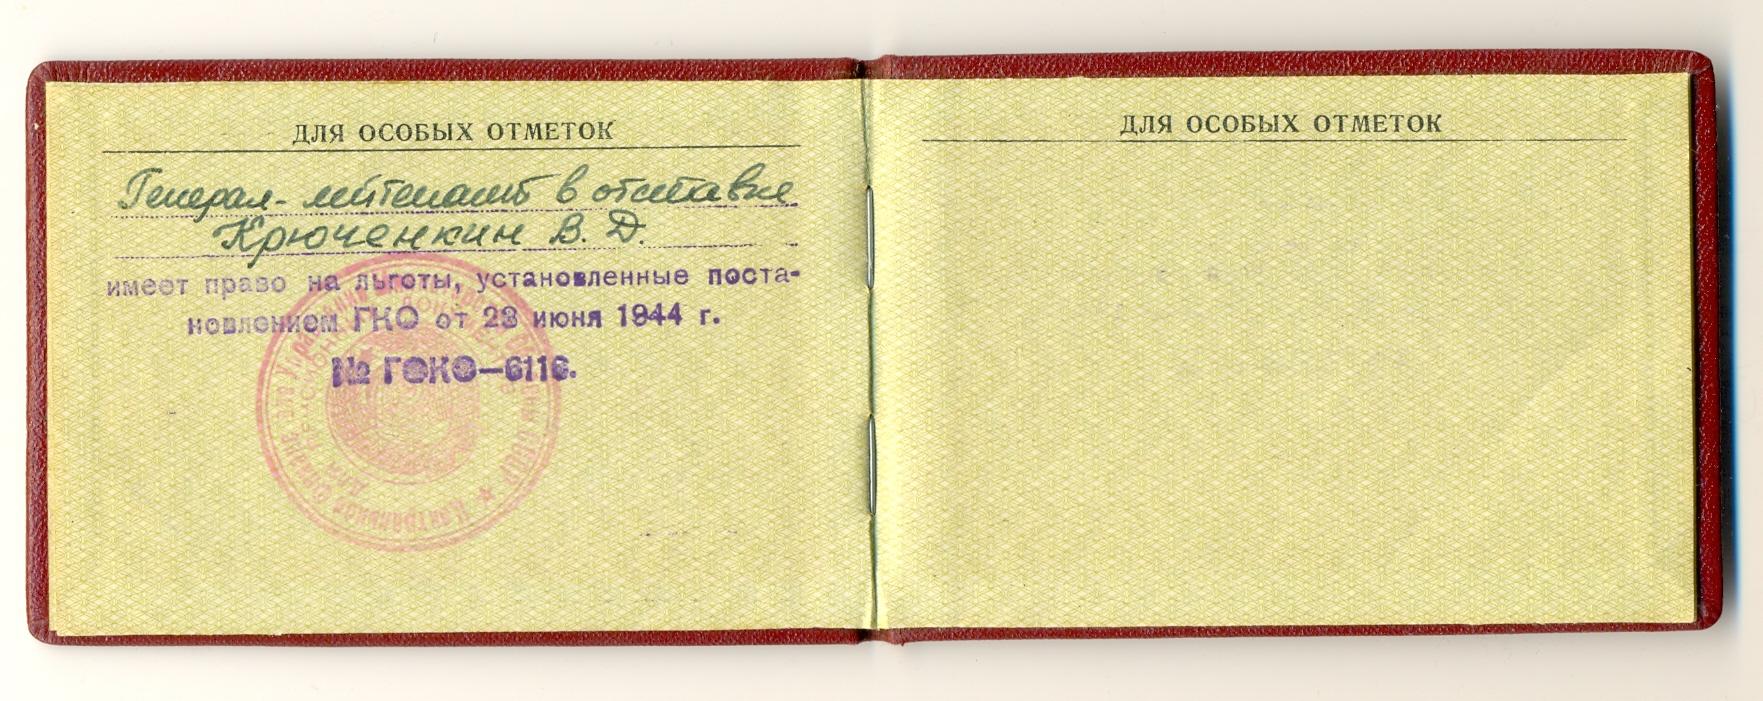 ДЛЯ ОСОБЫХ ОТМЕТОК
Генерал-лейтенант в отставке
Крюченкин В. Д.
имеет право на льготы, установленные поста-
новлением ГКО от 23 июня 1944 г.
№ ГОКО—6116.
ДЛЯ ОСОБЫХ ОТМЕТОК